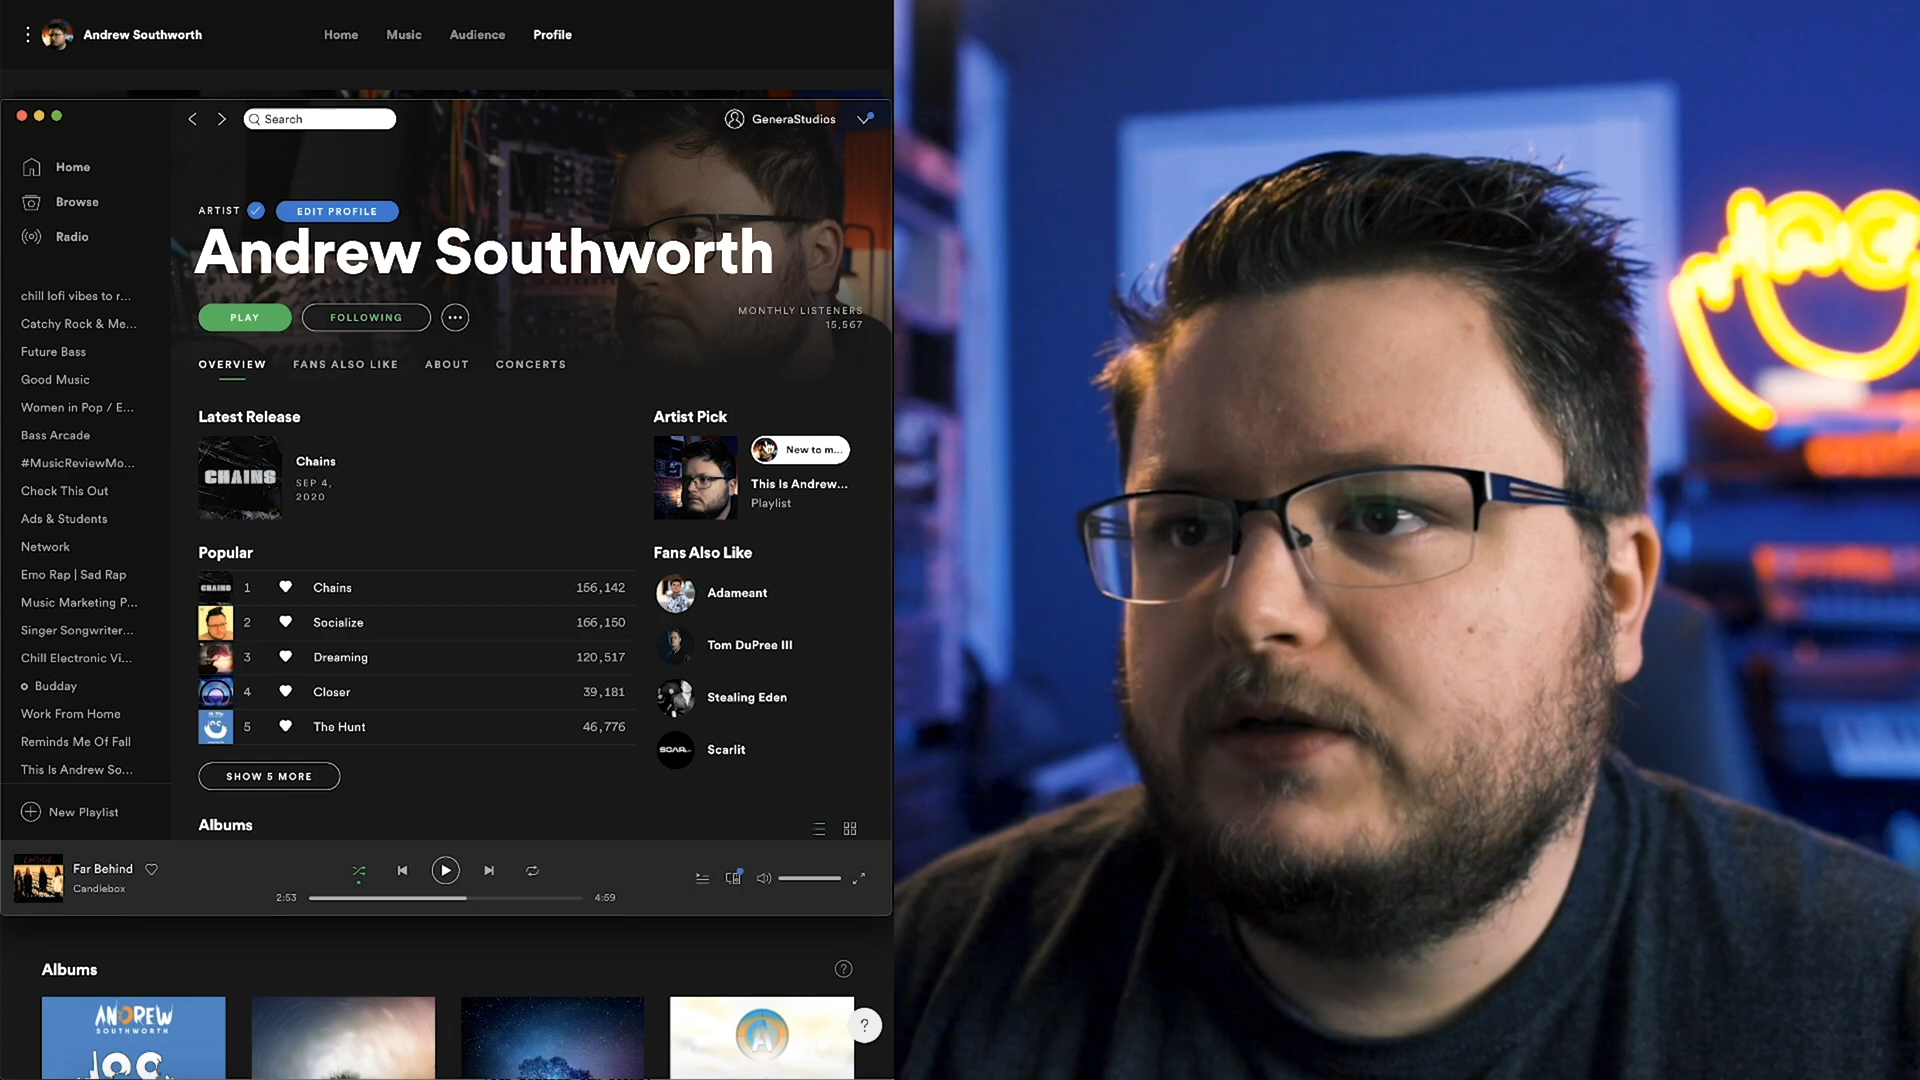 Andrew Southworth
Home Music Audience Profile
Search
GeneraStudios
Home
Browse
Radio
chill lofi vibes to r...
Catchy Rock & Me...
Future Bass
Good Music
Women in Pop / E...
Bass Arcade
#MusicReviewMo...
Check This Out
Ads & Students
Network
Emo Rap | Sad Rap
Music Marketing P...
Singer Songwriter...
Chill Electronic Vi...
Budday
Work From Home
Reminds Me Of Fall
This Is Andrew So...
New Playlist
ARTIST
EDIT PROFILE
Andrew Southworth
PLAY
FOLLOWING
MONTHLY LISTENERS
15,567
OVERVIEW
FANS ALSO LIKE
ABOUT
CONCERTS
Latest Release
CHAINS
Chains
SEP 4,
2020
Artist Pick
New to m...
This Is Andrew...
Playlist
Popular
CHAINS 1 Chains 156,142
2 Socialize 166,150
3 Dreaming 120,517
4 Closer 39,181
5 The Hunt 46,776
SHOW 5 MORE
Fans Also Like
Adameant
Tom DuPree III
Stealing Eden
Scarlit
Albums
Far Behind
Candlebox
2:53
4:59
Albums
?
ANDREW
SOUTHWORTH
A
?